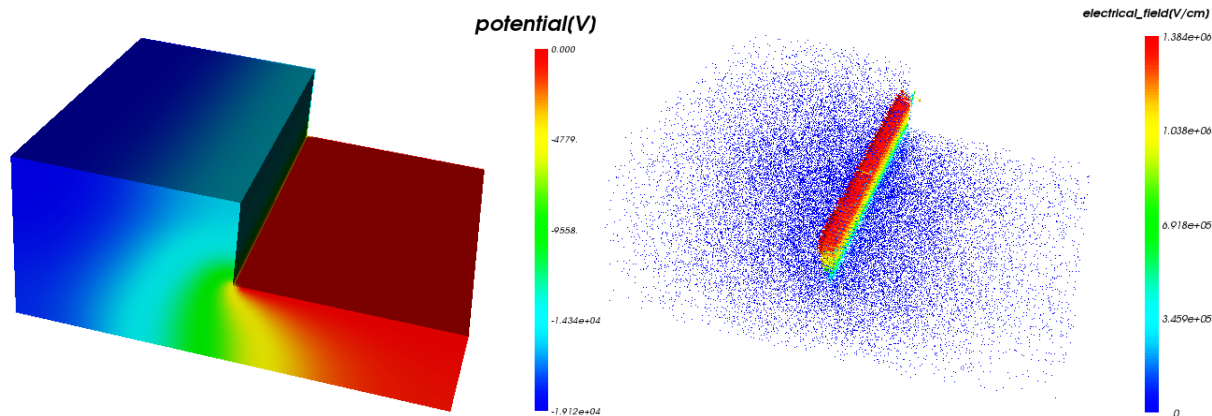 potential[V]
0.000
-4779.
-9558.
-1.434e+04
-1.912e+04
electrical_field[V/cm]
1.384e+06
1.038e+06
6.918e+05
3.459e+05
0